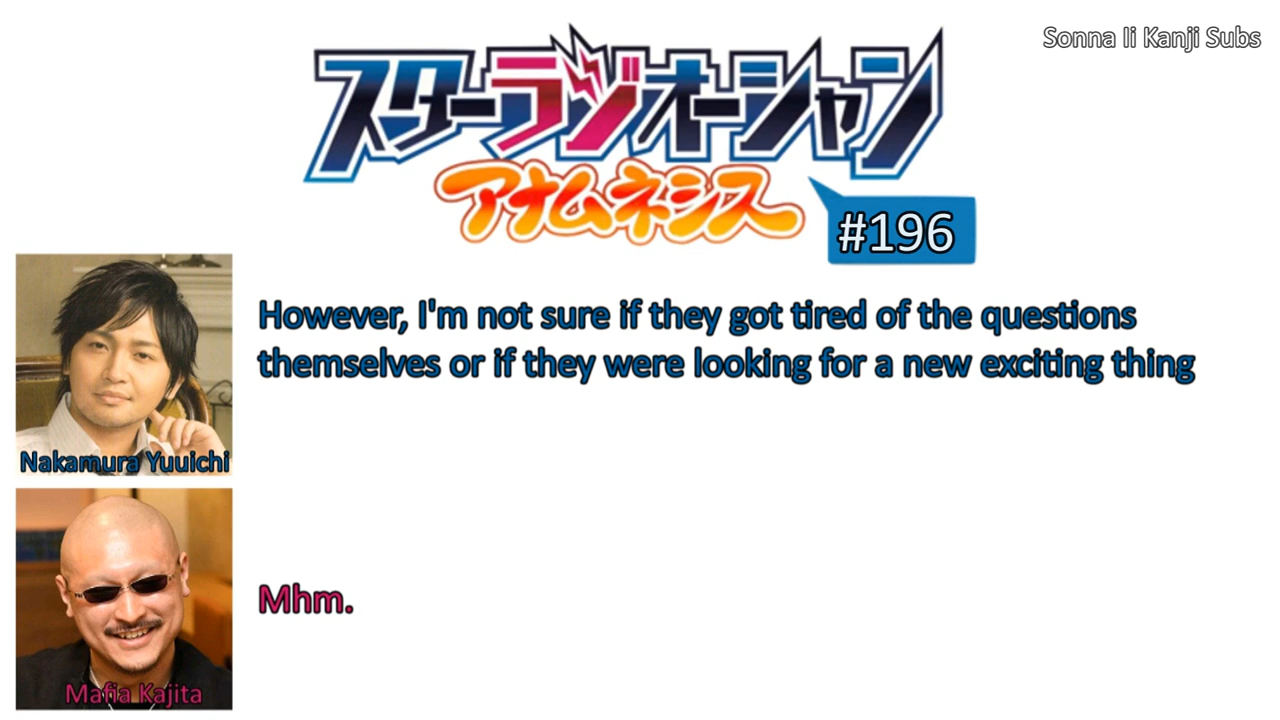 Sonna Ii Kanji Subs
スターラジオーシャン
アナムネシス
#196
However, I'm not sure if they got tired of the questions
themselves or if they were looking for a new exciting thing
Nakamura Yuuichi
Mhm.
Mafia Kajita